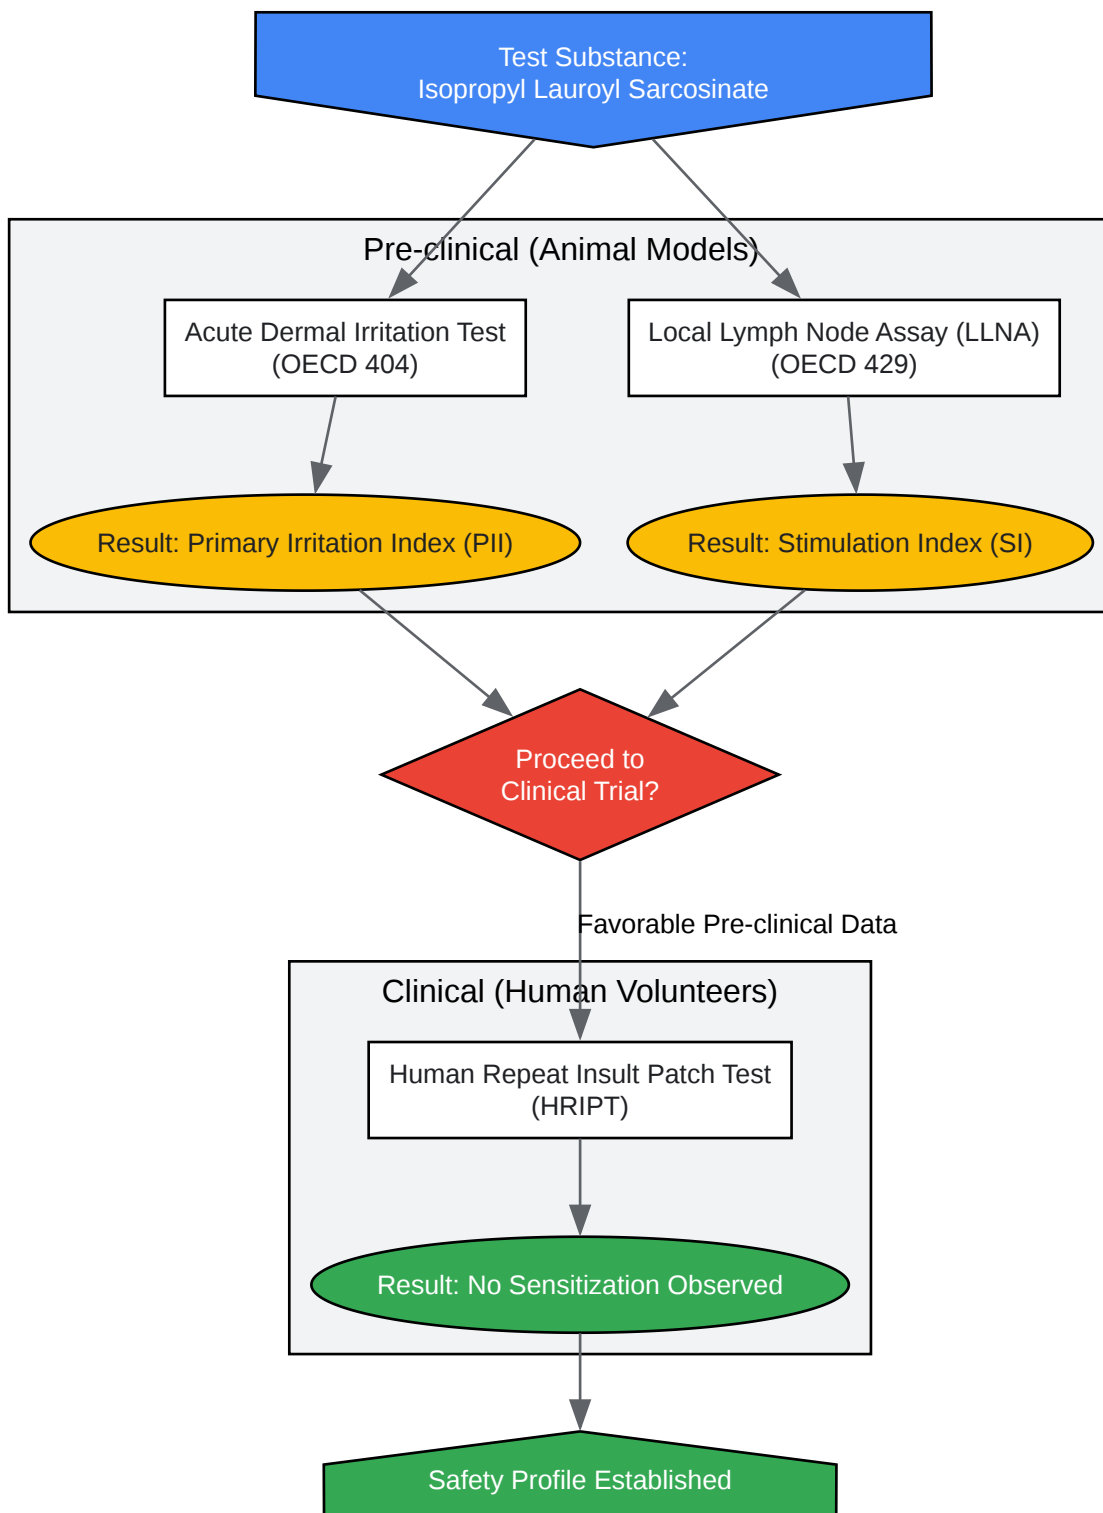 Test Substance:
Isopropyl Lauroyl Sarcosinate
Pre-clinical (Animal Models)
Acute Dermal Irritation Test
(OECD 404)
Local Lymph Node Assay (LLNA)
(OECD 429)
Result: Primary Irritation Index (PII)
Result: Stimulation Index (SI)
Proceed to
Clinical Trial?
Favorable Pre-clinical Data
Clinical (Human Volunteers)
Human Repeat Insult Patch Test
(HRIPT)
Result: No Sensitization Observed
Safety Profile Established